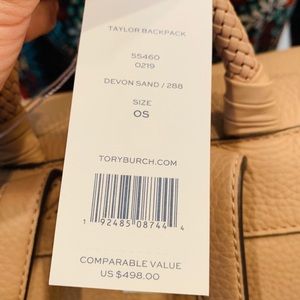 TAYLOR BACKPACK
55460
0219
DEVON SAND / 288
SIZE
OS
TORYBURCH.COM
1 92485 08744 4
COMPARABLE VALUE
US $498.00